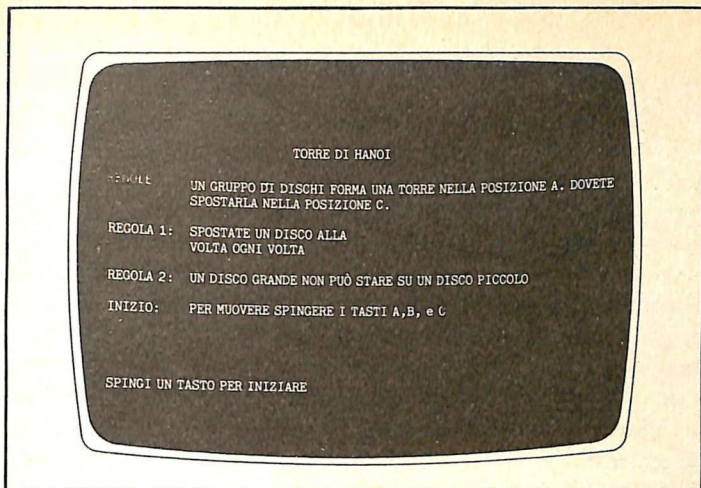 TORRE DI HANOI
UN GRUPPO DI DISCHI FORMA UNA TORRE NELLA POSIZIONE A. DOVETE
SPOSTARLA NELLA POSIZIONE C.
REGOLA 1: SPOSTATE UN DISCO ALLA
VOLTA OGNI VOLTA
REGOLA 2: UN DISCO GRANDE NON PUÒ STARE SU UN DISCO PICCOLO
INIZIO: PER MUOVERE SPINGERE I TASTI A,B, e C
SPINGI UN TASTO PER INIZIARE